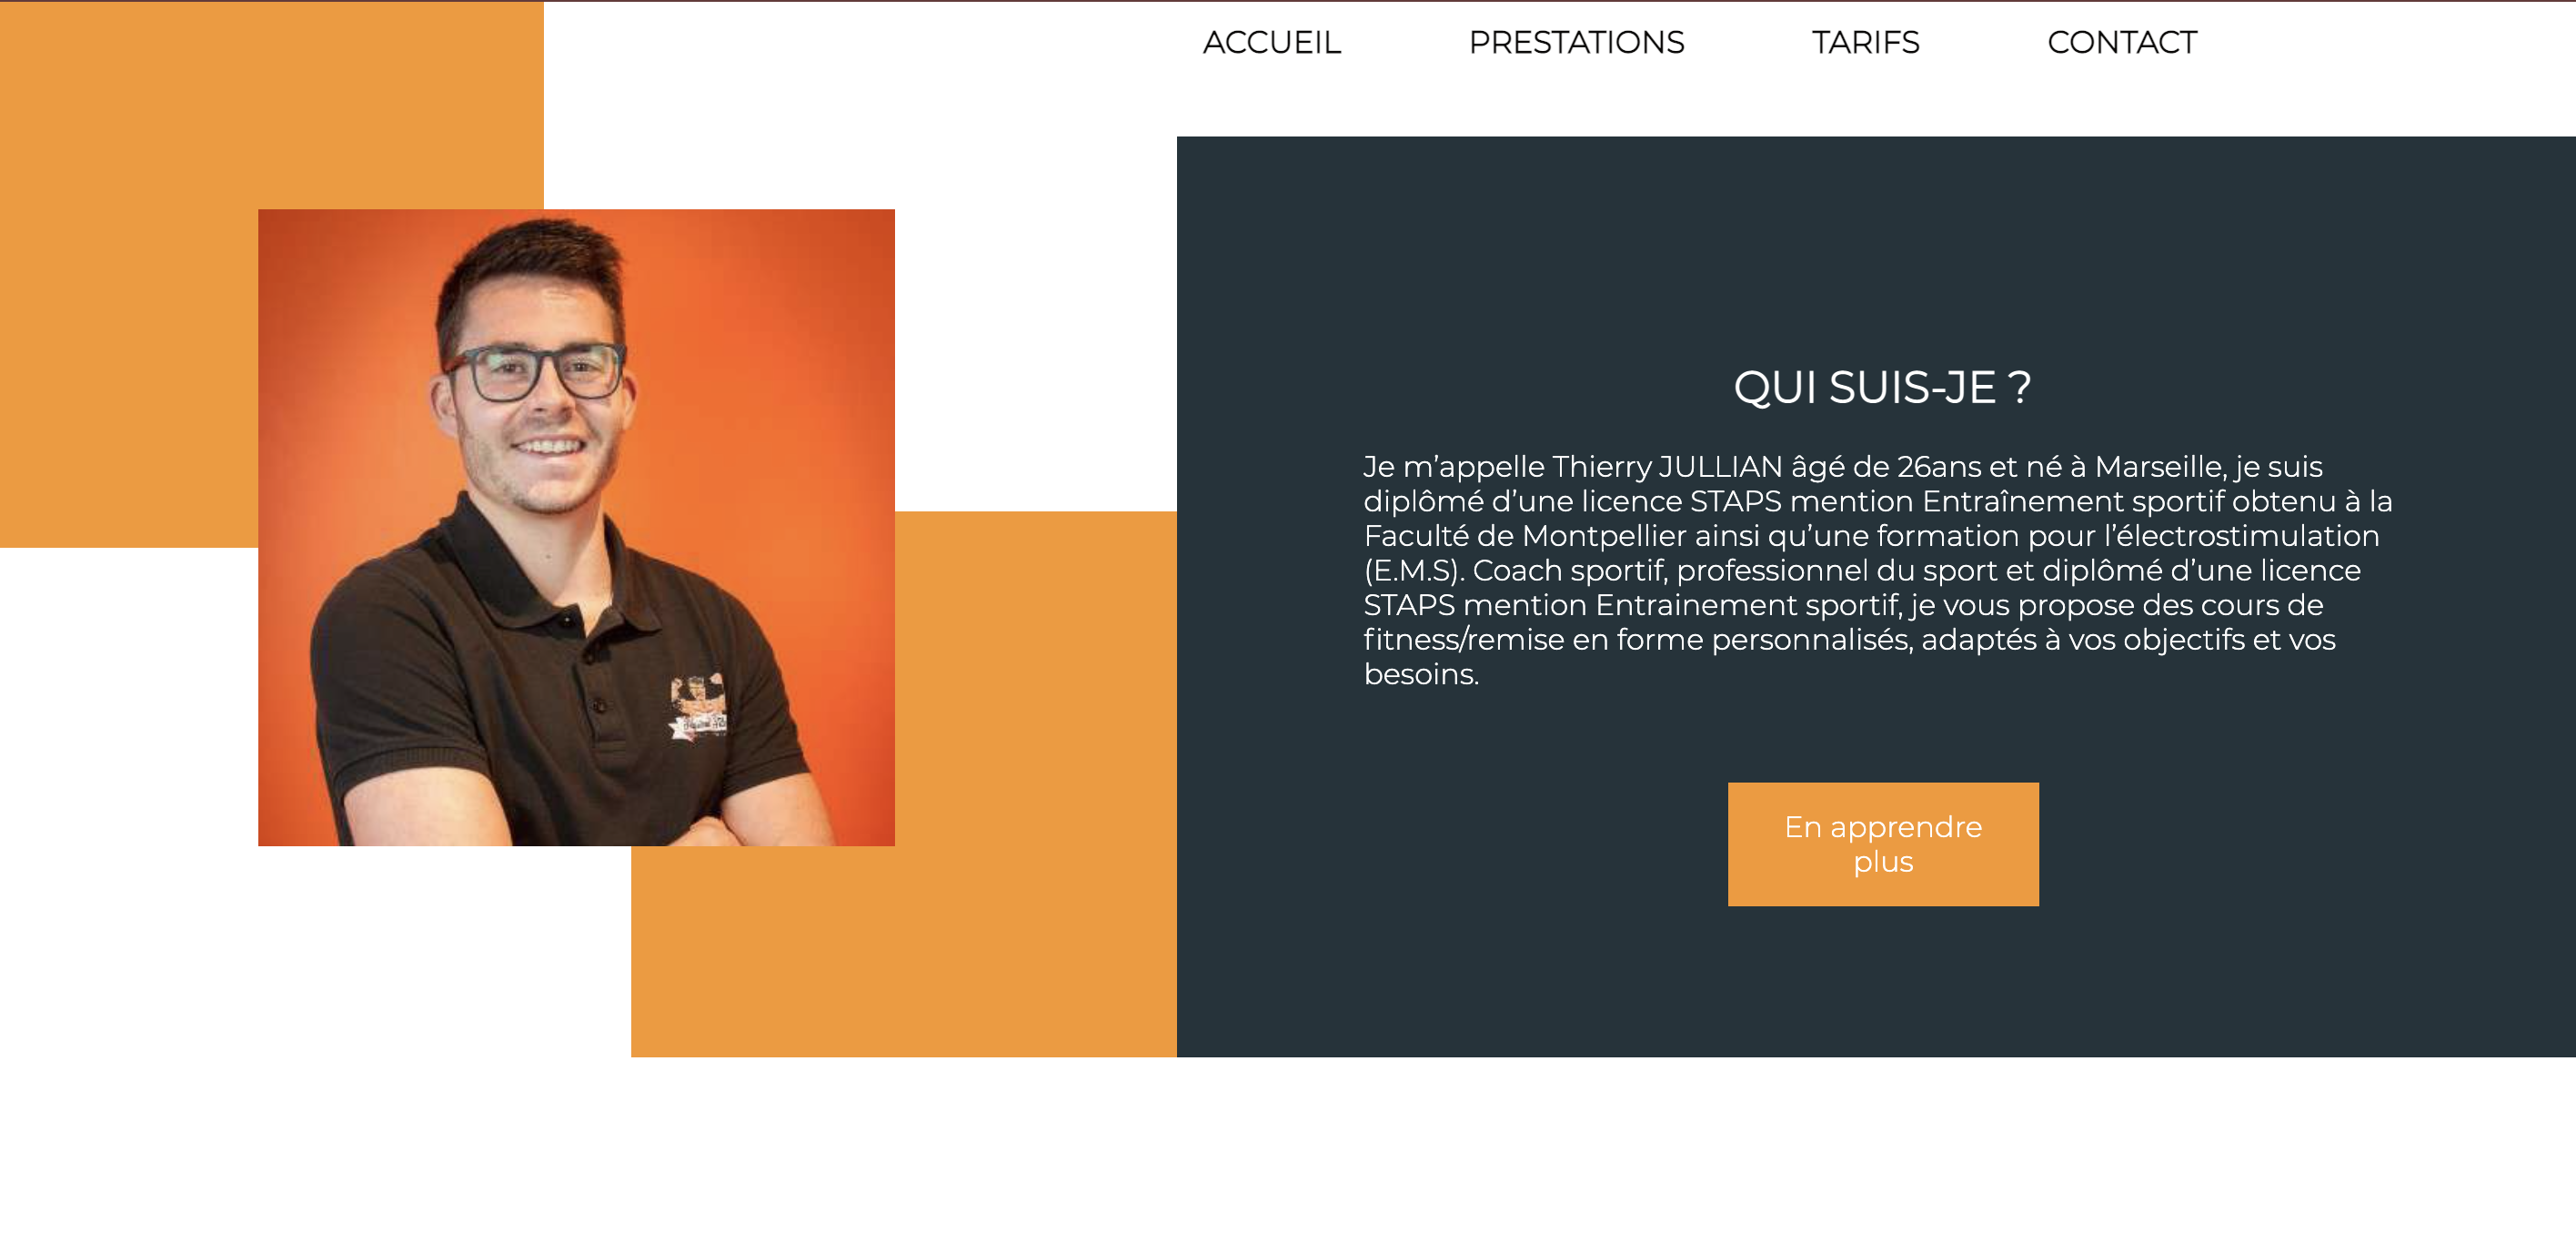 ACCUEIL PRESTATIONS TARIFS CONTACT
QUI SUIS-JE ?
Je m’appelle Thierry JULLIAN âgé de 26ans et né à Marseille, je suis
diplômé d’une licence STAPS mention Entraînement sportif obtenu à la
Faculté de Montpellier ainsi qu’une formation pour l’électrostimulation
(E.M.S). Coach sportif, professionnel du sport et diplômé d’une licence
STAPS mention Entrainement sportif, je vous propose des cours de
fitness/remise en forme personnalisés, adaptés à vos objectifs et vos
besoins.
En apprendre
plus